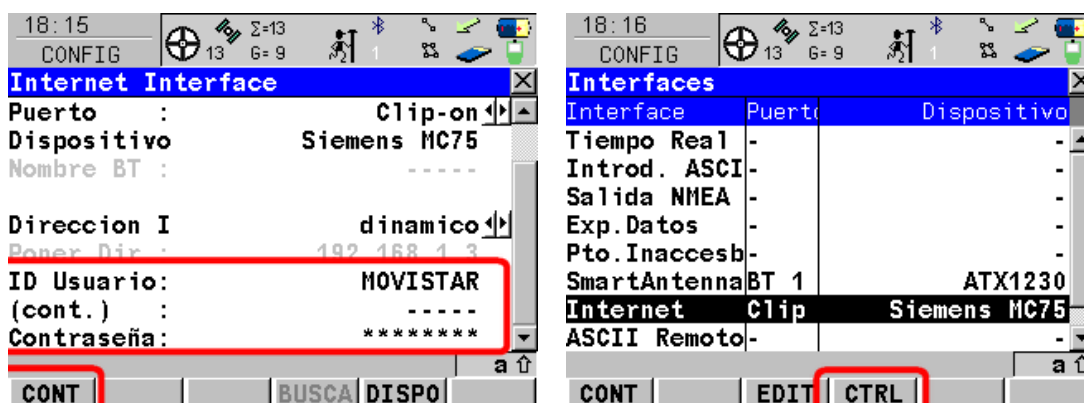 18:15
CONFIG
13
Σ=13
G= 9
1
Internet Interface
Puerto : Clip-on
Dispositivo Siemens MC75
Nombre BT : -----
Direccion I dinamico
Poner Dir : 192.168.1.3
ID Usuario: MOVISTAR
(cont.) : -----
Contraseña: ********
a
CONT BUSCA DISPO
18:16
CONFIG
13
Σ=13
G= 9
1
Interfaces
Interface Puerto Dispositivo
Tiempo Real - -
Introd. ASCI - -
Salida NMEA - -
Exp.Datos - -
Pto.Inaccesb - -
SmartAntenna BT 1 ATX1230
Internet Clip Siemens MC75
ASCII Remoto - -
a
CONT EDIT CTRL